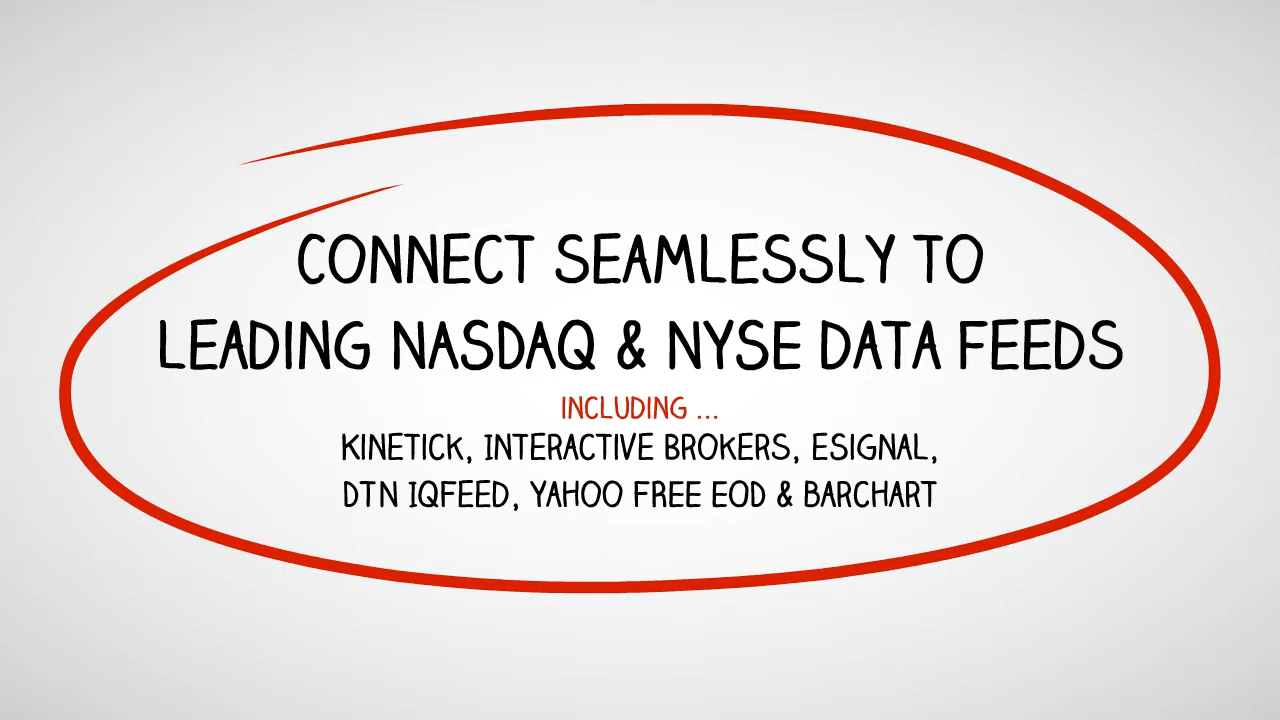 CONNECT SEAMLESSLY TO
LEADING NASDAQ & NYSE DATA FEEDS
INCLUDING ...
KINETICK, INTERACTIVE BROKERS, ESIGNAL,
DTN IQFEED, YAHOO FREE EOD & BARCHART